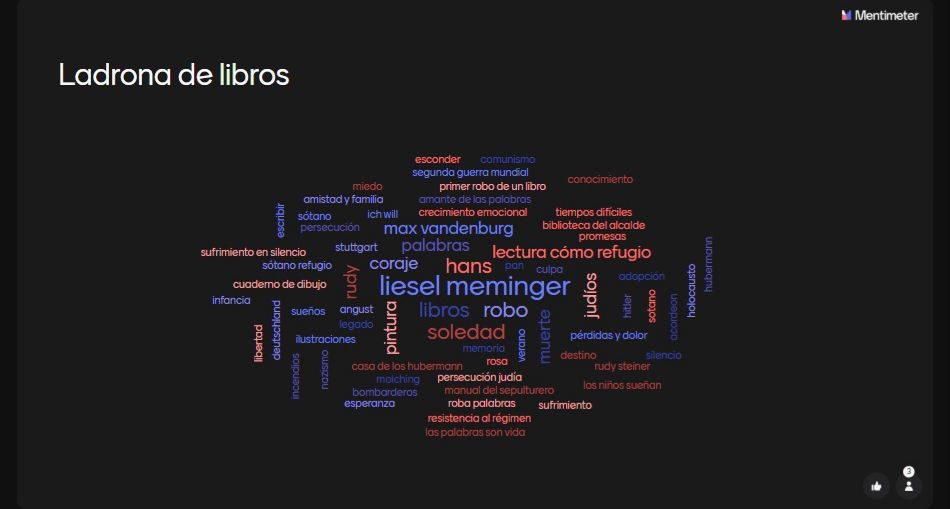 Mentimeter
Ladrona de libros
esconder
comunismo
segunda guerra mundial
conocimiento
miedo
primer robo de un libro
amistad y familia
amante de las palabras
escribir
sótano
ich will
crecimiento emocional
tiempos difíciles
persecución
max vandenburg
biblioteca del alcalde
promesas
stuttgart
palabras
sufrimiento en silencio
lectura cómo refugio
hubermann
sótano refugio
coraje
hans
pan
culpa
rudy
adopción
cuaderno de dibujo
liesel meminger
judíos
holocausto
infancia
hitler
sotano
sueños
angust
libros
robo
acordeon
deutschland
legado
pintura
soledad
muerte
pérdidas y dolor
libertad
ilustraciones
memoria
verano
nazismo
incendios
rosa
destino
silencio
casa de los hubermann
rudy steiner
molching
persecución judía
los niños sueñan
bombarderos
manual del sepulturero
esperanza
roba palabras
sufrimiento
resistencia al régimen
las palabras son vida
3